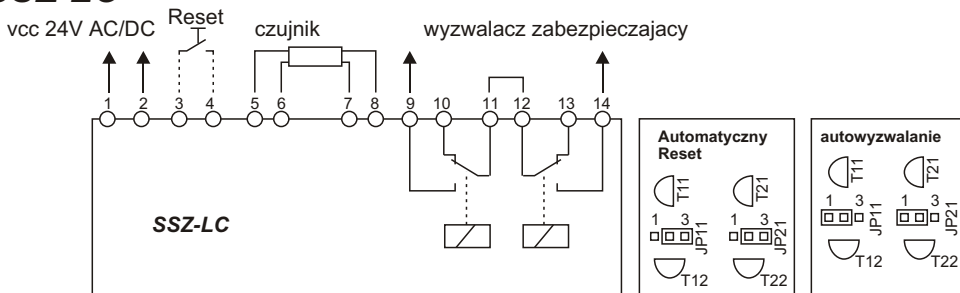 SSZ-LC
vcc 24V AC/DC
Reset
czujnik
wyzwalacz zabezpieczajacy
1 2 3 4 5 6 7 8 9 10 11 12 13 14
SSZ-LC
Automatyczny
Reset
T11 T21
1 3 JP11 1 3 JP21
T12 T22
autowyzwalanie
T11 T21
1 3 JP11 1 3 JP21
T12 T22